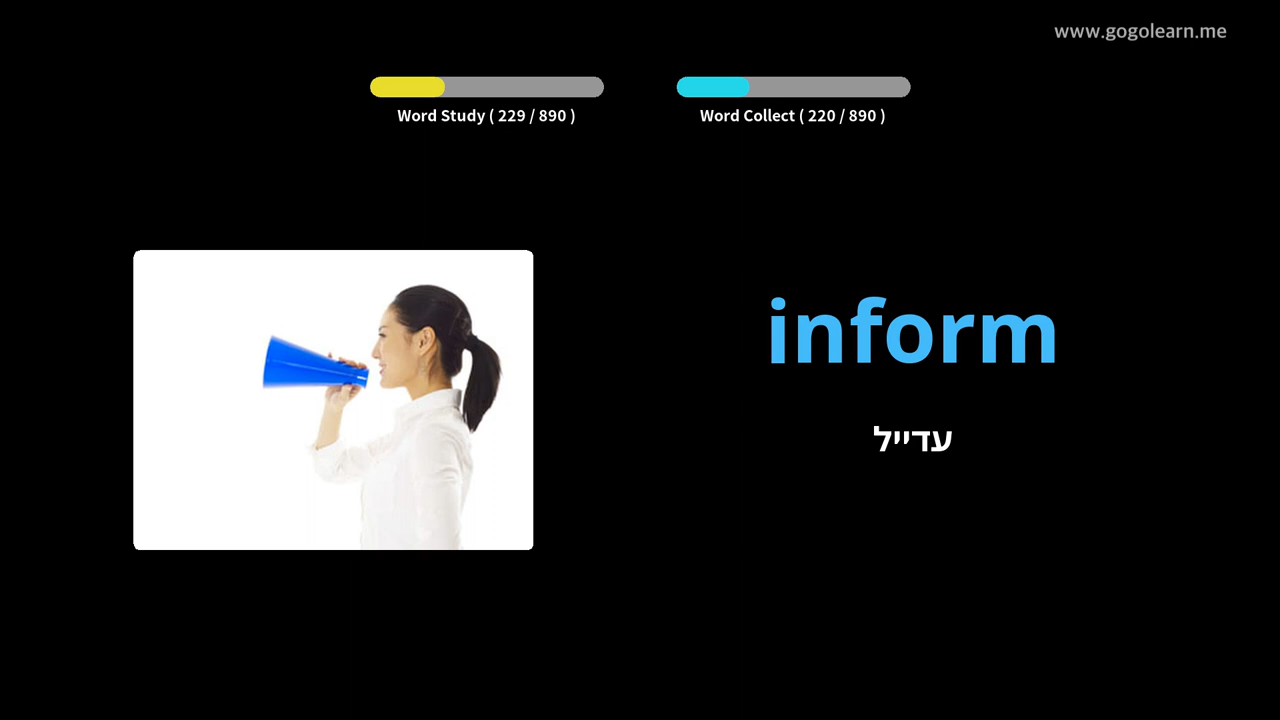 www.gogolearn.me
Word Study ( 229 / 890 )
Word Collect ( 220 / 890 )
inform
עדייל